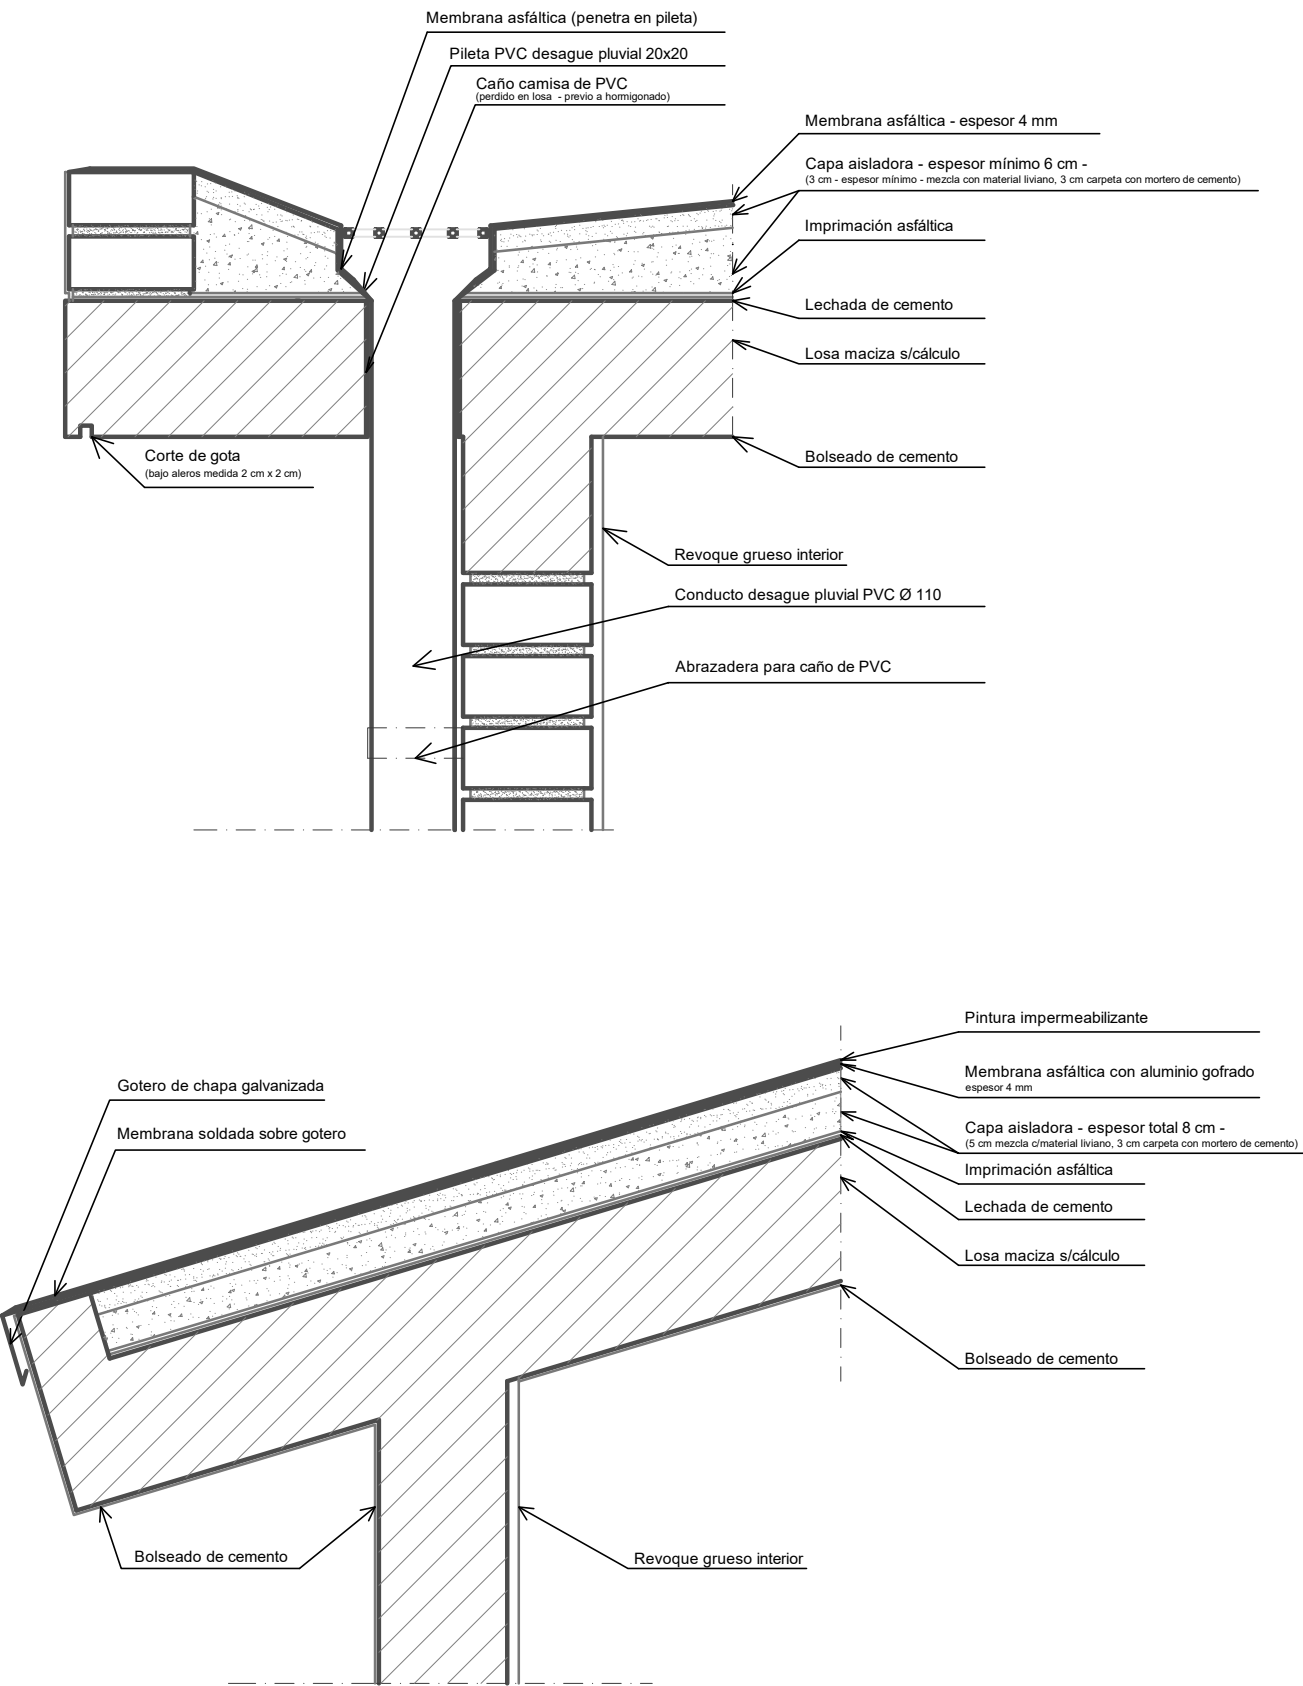 Membrana asfáltica (penetra en pileta)
Pileta PVC desague pluvial 20x20
Caño camisa de PVC
(perdido en losa - previo a hormigonado)
Membrana asfáltica - espesor 4 mm
Capa aisladora - espesor mínimo 6 cm -
(3 cm - espesor mínimo - mezcla con material liviano, 3 cm carpeta con mortero de cemento)
Imprimación asfáltica
Lechada de cemento
Losa maciza s/cálculo
Corte de gota
(bajo aleros medida 2 cm x 2 cm)
Bolseado de cemento
Revoque grueso interior
Conducto desague pluvial PVC Ø 110
Abrazadera para caño de PVC
Pintura impermeabilizante
Membrana asfáltica con aluminio gofrado
espesor 4 mm
Gotero de chapa galvanizada
Membrana soldada sobre gotero
Capa aisladora - espesor total 8 cm -
(5 cm mezcla c/material liviano, 3 cm carpeta con mortero de cemento)
Imprimación asfáltica
Lechada de cemento
Losa maciza s/cálculo
Bolseado de cemento
Bolseado de cemento
Revoque grueso interior